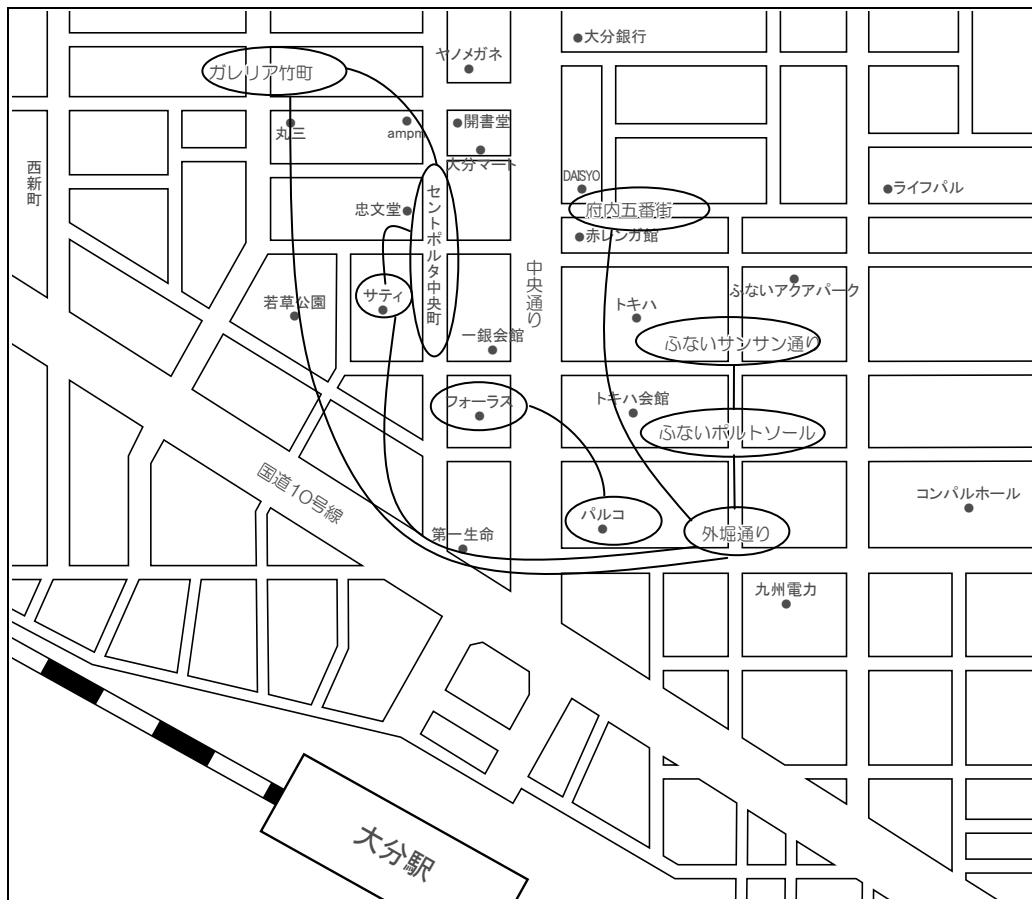 大分銀行
ヤノメガネ
ガレリア竹町
丸三
ampm
開書堂
大分マート
西新町
DAISYO
ライフパル
忠文堂
セントポルタ中央町
府内五番街
赤レンガ館
中央通り
サティ
若草公園
ふないアクアパーク
トキハ
一銀会館
ふないサンサン通り
フォーラス
トキハ会館
ふないポルトソール
国道10号線
コンパルホール
パルコ
第一生命
外堀通り
九州電力
大分駅